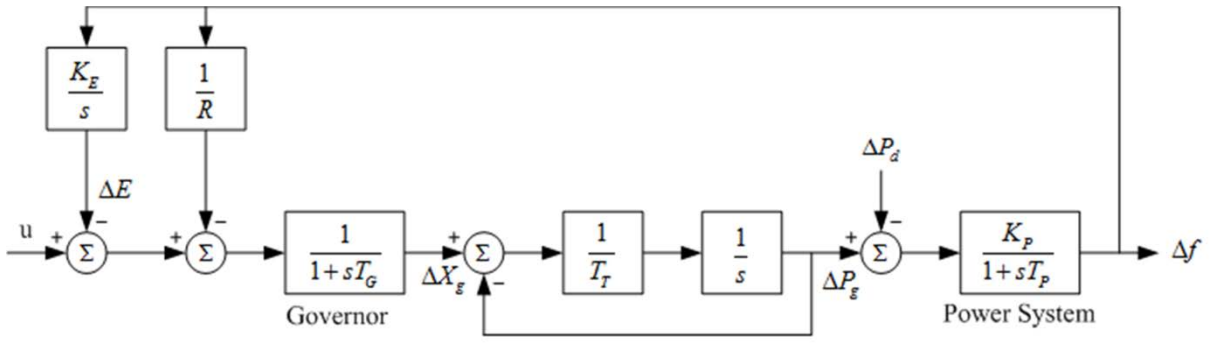 K_E / s
1 / R
ΔE
ΔP_d
u
+
−
Σ
+
−
Σ
1 / 1+sT_G
+
−
Σ
1 / T_T
1 / s
+
−
Σ
K_P / 1+sT_P
Δf
ΔX_g
ΔP_g
Governor
Power System